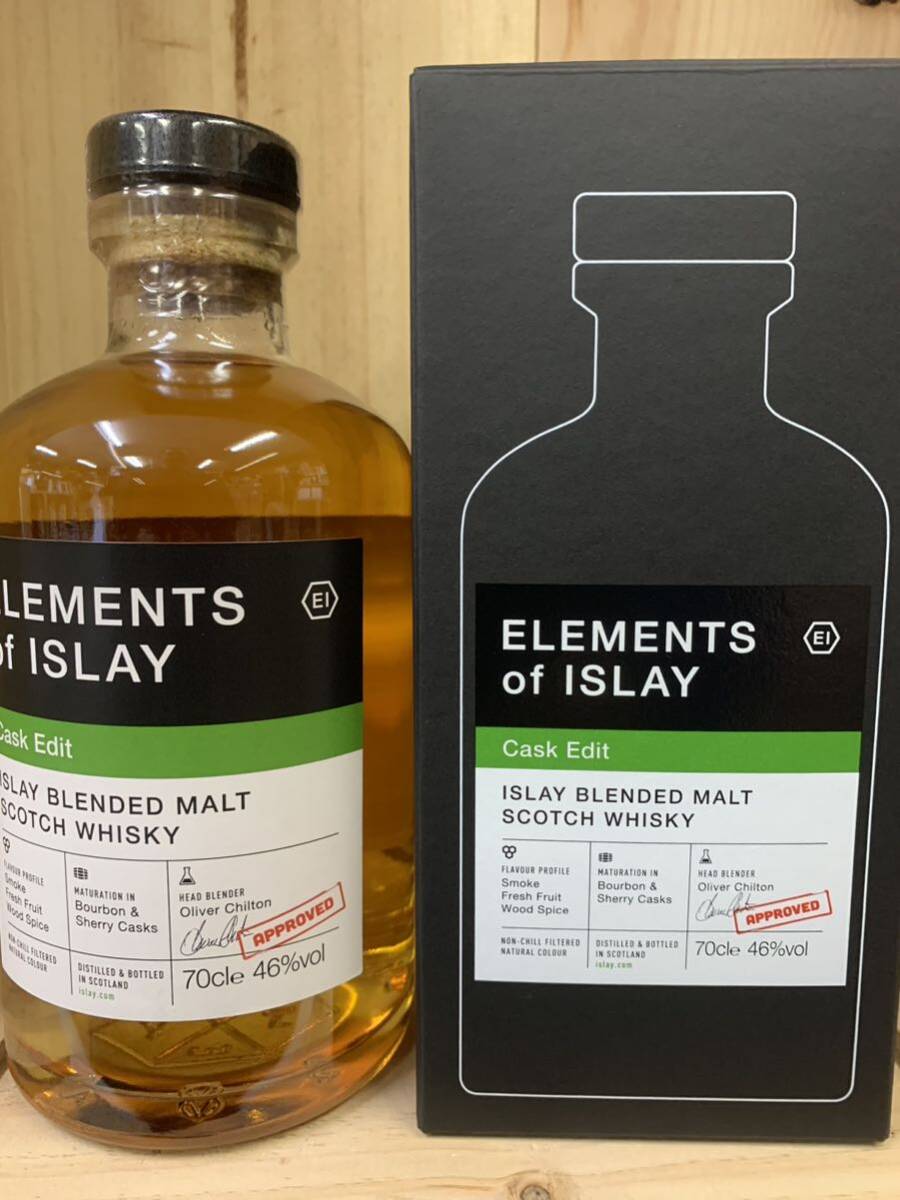 LEMENTS
of ISLAY
EI
Cask Edit
ISLAY BLENDED MALT
SCOTCH WHISKY
FLAVOUR PROFILE
Smoke
Fresh Fruit
Wood Spice
MATURATION IN
Bourbon &
Sherry Casks
HEAD BLENDER
Oliver Chilton
APPROVED
NON-CHILL FILTERED
NATURAL COLOUR
DISTILLED & BOTTLED
IN SCOTLAND
islay.com
70cle 46%vol
ELEMENTS
of ISLAY
EI
Cask Edit
ISLAY BLENDED MALT
SCOTCH WHISKY
FLAVOUR PROFILE
Smoke
Fresh Fruit
Wood Spice
MATURATION IN
Bourbon &
Sherry Casks
HEAD BLENDER
Oliver Chilton
APPROVED
NON-CHILL FILTERED
NATURAL COLOUR
DISTILLED & BOTTLED
IN SCOTLAND
islay.com
70cle 46%vol